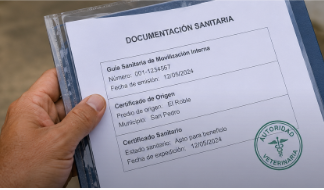 DOCUMENTACIÓN SANITARIA
Guía Sanitaria de Movilización Interna
Número: 001-1234567
Fecha de emisión: 12/05/2024
Certificado de Origen
Predio de origen: El Roble
Municipio: San Pedro
Certificado Sanitario
Estado sanitario: Apto para beneficio
Fecha de expedición: 12/05/2024
AUTORIDAD
VETERINARIA